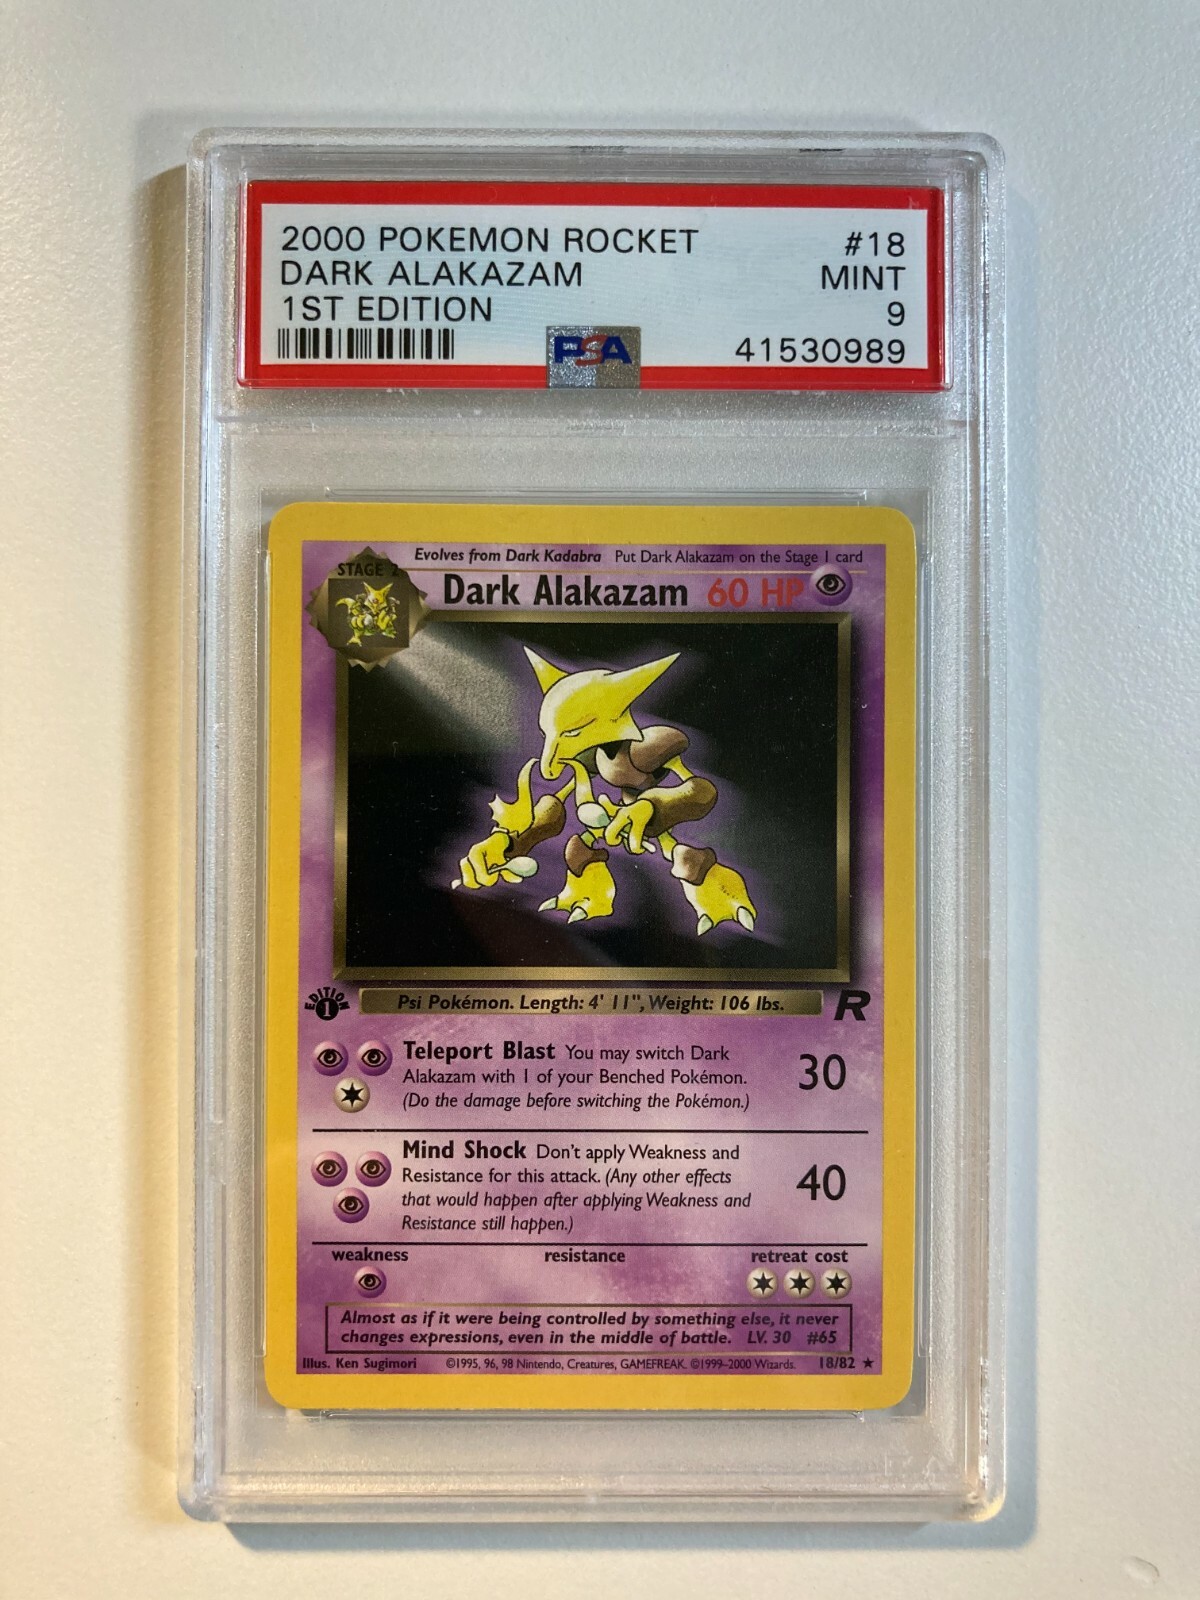 2000 POKEMON ROCKET #18
DARK ALAKAZAM MINT
1ST EDITION 9
PSA 41530989
Evolves from Dark Kadabra Put Dark Alakazam on the Stage 1 card
STAGE 2
Dark Alakazam 60 HP
EDITION 1
Psi Pokémon. Length: 4' 11", Weight: 106 lbs. R
Teleport Blast You may switch Dark
Alakazam with 1 of your Benched Pokémon. 30
(Do the damage before switching the Pokémon.)
Mind Shock Don't apply Weakness and
Resistance for this attack. (Any other effects 40
that would happen after applying Weakness and
Resistance still happen.)
weakness resistance retreat cost
Almost as if it were being controlled by something else, it never
changes expressions, even in the middle of battle. LV. 30 #65
Illus. Ken Sugimori ©1995, 96, 98 Nintendo, Creatures, GAMEFREAK. ©1999-2000 Wizards. 18/82 ★